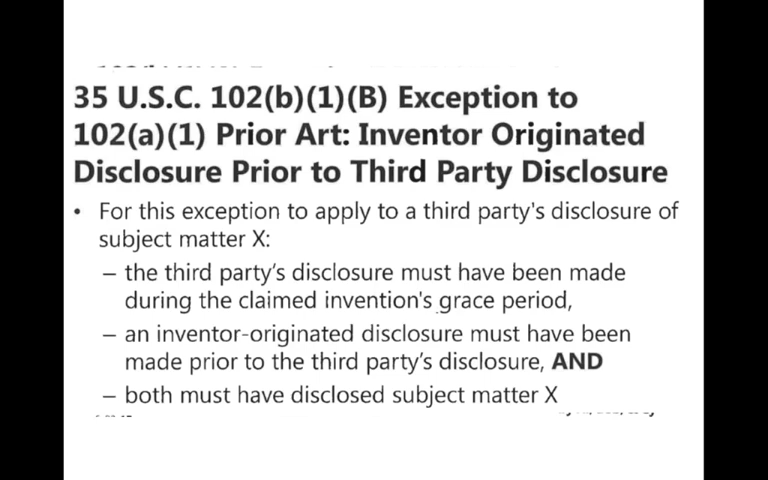 35 U.S.C. 102(b)(1)(B) Exception to
102(a)(1) Prior Art: Inventor Originated
Disclosure Prior to Third Party Disclosure
• For this exception to apply to a third party's disclosure of
subject matter X:
– the third party's disclosure must have been made
during the claimed invention's grace period,
– an inventor-originated disclosure must have been
made prior to the third party's disclosure, AND
– both must have disclosed subject matter X